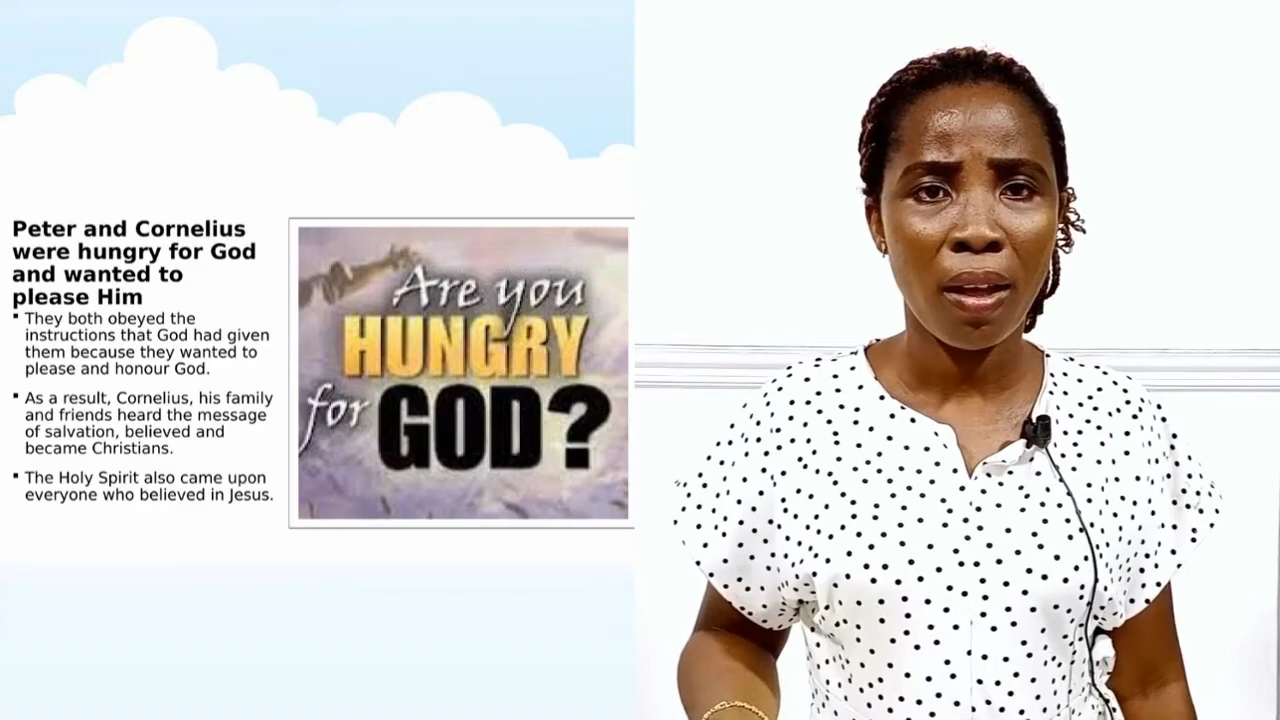 Peter and Cornelius
were hungry for God
and wanted to
please Him
▪ They both obeyed the
instructions that God had given
them because they wanted to
please and honour God.
▪ As a result, Cornelius, his family
and friends heard the message
of salvation, believed and
became Christians.
▪ The Holy Spirit also came upon
everyone who believed in Jesus.
Are you
HUNGRY
for GOD?